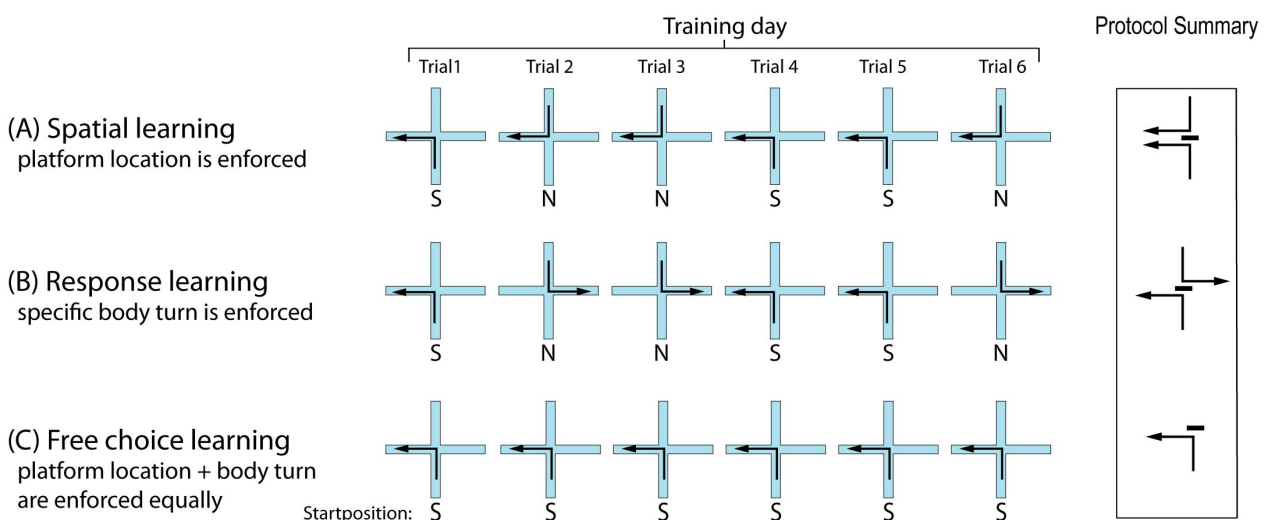 Training day
Protocol Summary
Trial1 Trial 2 Trial 3 Trial 4 Trial 5 Trial 6
(A) Spatial learning
platform location is enforced
S N N S S N
(B) Response learning
specific body turn is enforced
S N N S S N
(C) Free choice learning
platform location + body turn
are enforced equally
Startposition: S S S S S S